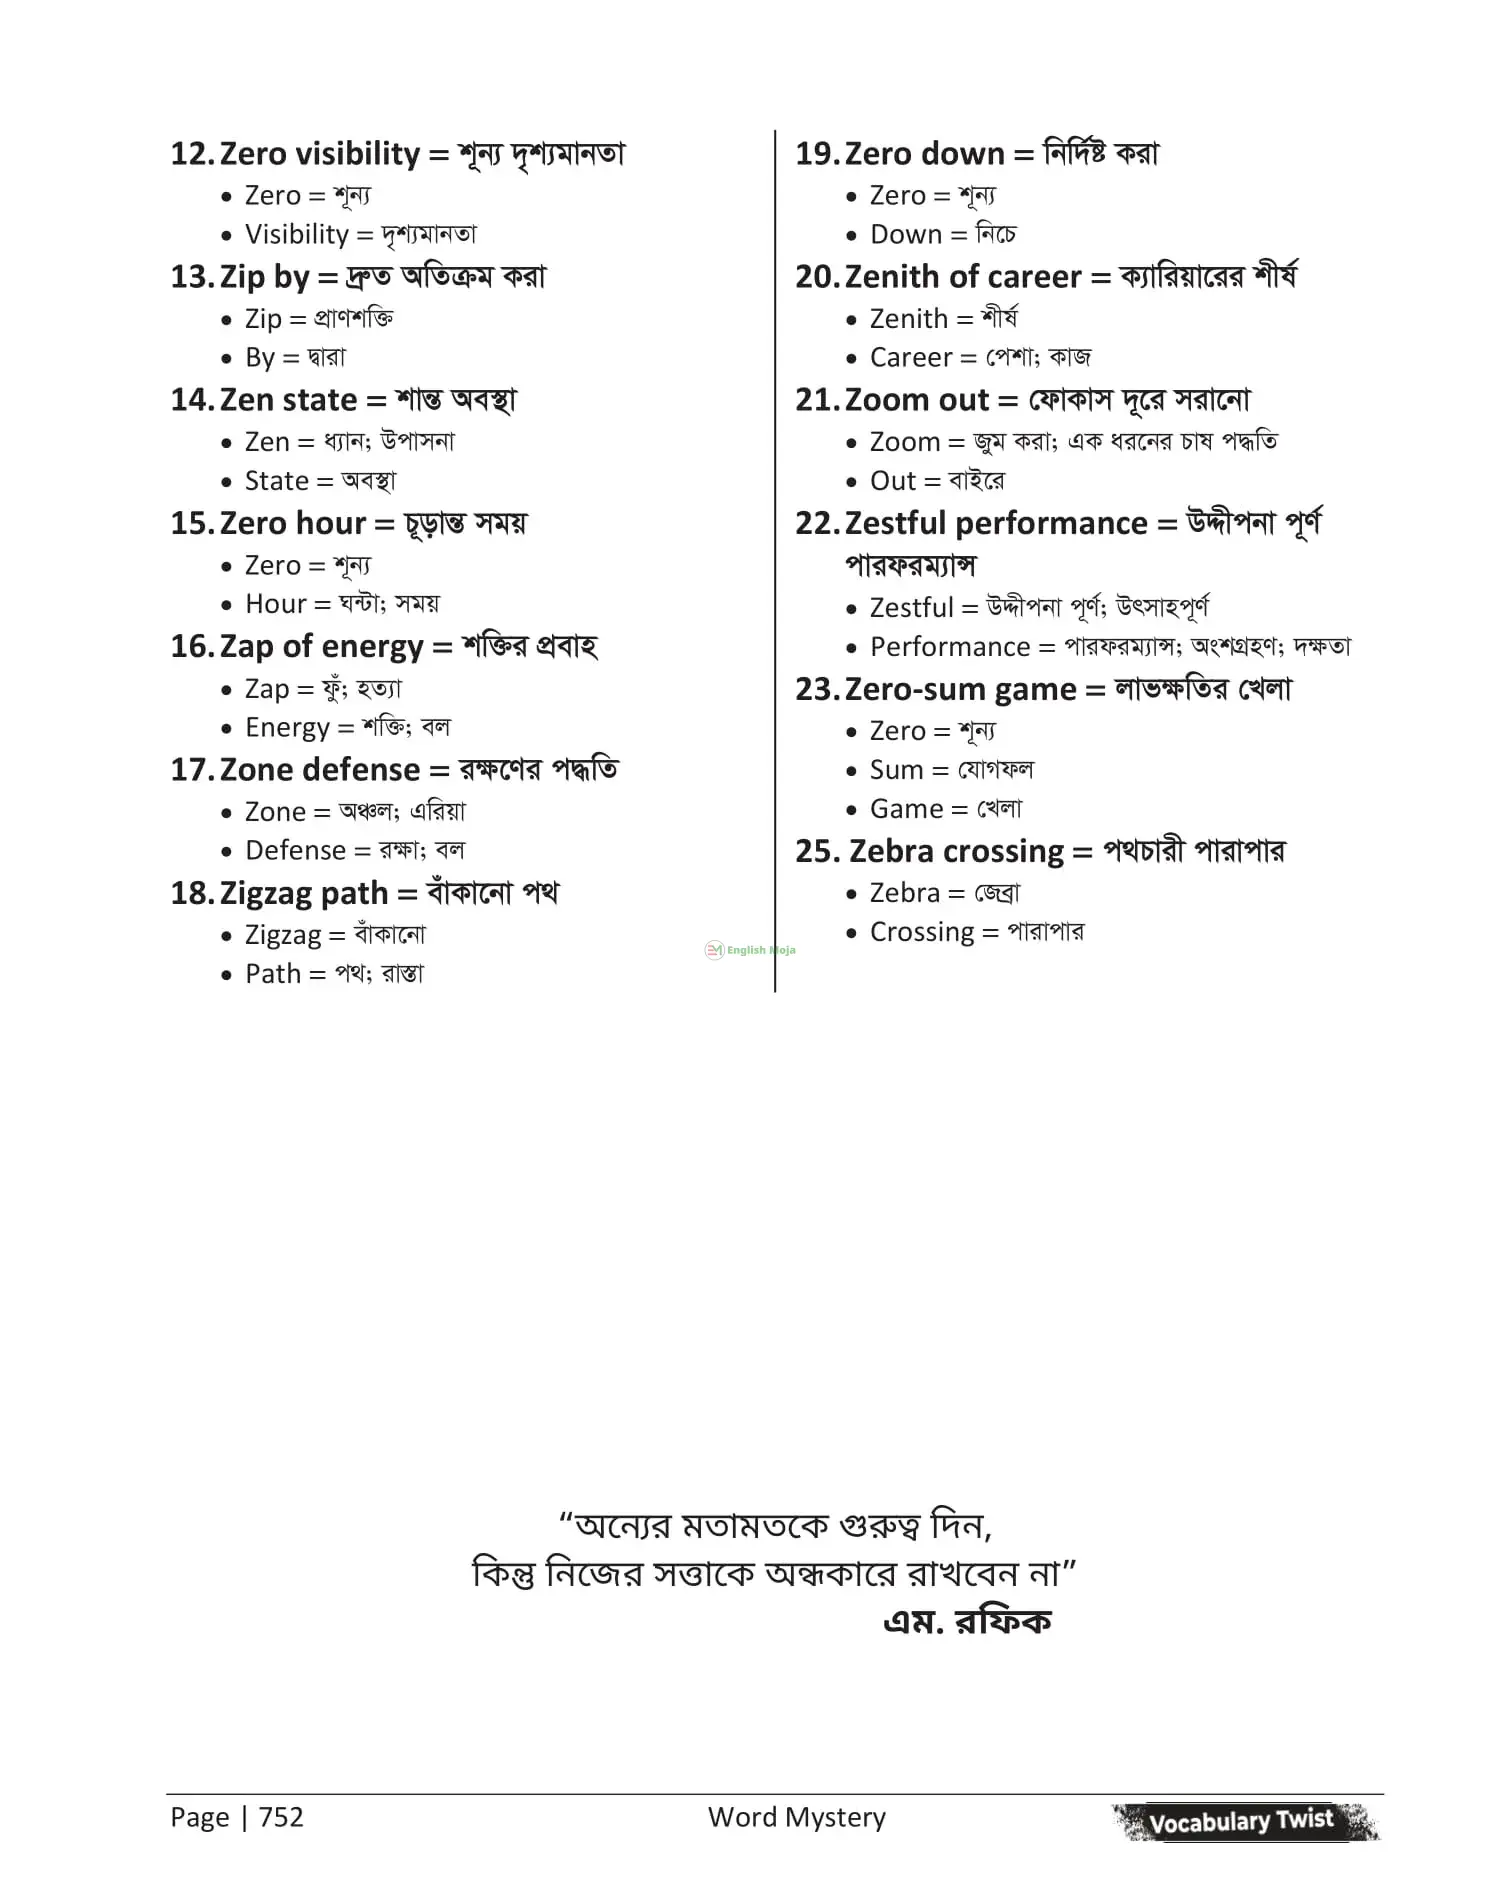 12. Zero visibility = শূন্য দৃশ্যমানতা
• Zero = শূন্য
• Visibility = দৃশ্যমানতা
13. Zip by = দ্রুত অতিক্রম করা
• Zip = প্রাণশক্তি
• By = দ্বারা
14. Zen state = শান্ত অবস্থা
• Zen = ধ্যান; উপাসনা
• State = অবস্থা
15. Zero hour = চূড়ান্ত সময়
• Zero = শূন্য
• Hour = ঘন্টা; সময়
16. Zap of energy = শক্তির প্রবাহ
• Zap = ফুঁ; হত্যা
• Energy = শক্তি; বল
17. Zone defense = রক্ষণের পদ্ধতি
• Zone = অঞ্চল; এরিয়া
• Defense = রক্ষা; বল
18. Zigzag path = বাঁকানো পথ
• Zigzag = বাঁকানো
• Path = পথ; রাস্তা
19. Zero down = নির্দিষ্ট করা
• Zero = শূন্য
• Down = নিচে
20. Zenith of career = ক্যারিয়ারের শীর্ষ
• Zenith = শীর্ষ
• Career = পেশা; কাজ
21. Zoom out = ফোকাস দূরে সরানো
• Zoom = জুম করা; এক ধরনের চাষ পদ্ধতি
• Out = বাইরে
22. Zestful performance = উদ্দীপনা পূর্ণ
পারফরম্যান্স
• Zestful = উদ্দীপনা পূর্ণ; উৎসাহপূর্ণ
• Performance = পারফরম্যান্স; অংশগ্রহণ; দক্ষতা
23. Zero-sum game = লাভক্ষতির খেলা
• Zero = শূন্য
• Sum = যোগফল
• Game = খেলা
25. Zebra crossing = পথচারী পারাপার
• Zebra = জেব্রা
• Crossing = পারাপার
EM English Moja
“অন্যের মতামতকে গুরুত্ব দিন,
কিন্তু নিজের সত্তাকে অন্ধকারে রাখবেন না”
এম. রফিক
Page | 752
Word Mystery
Vocabulary Twist